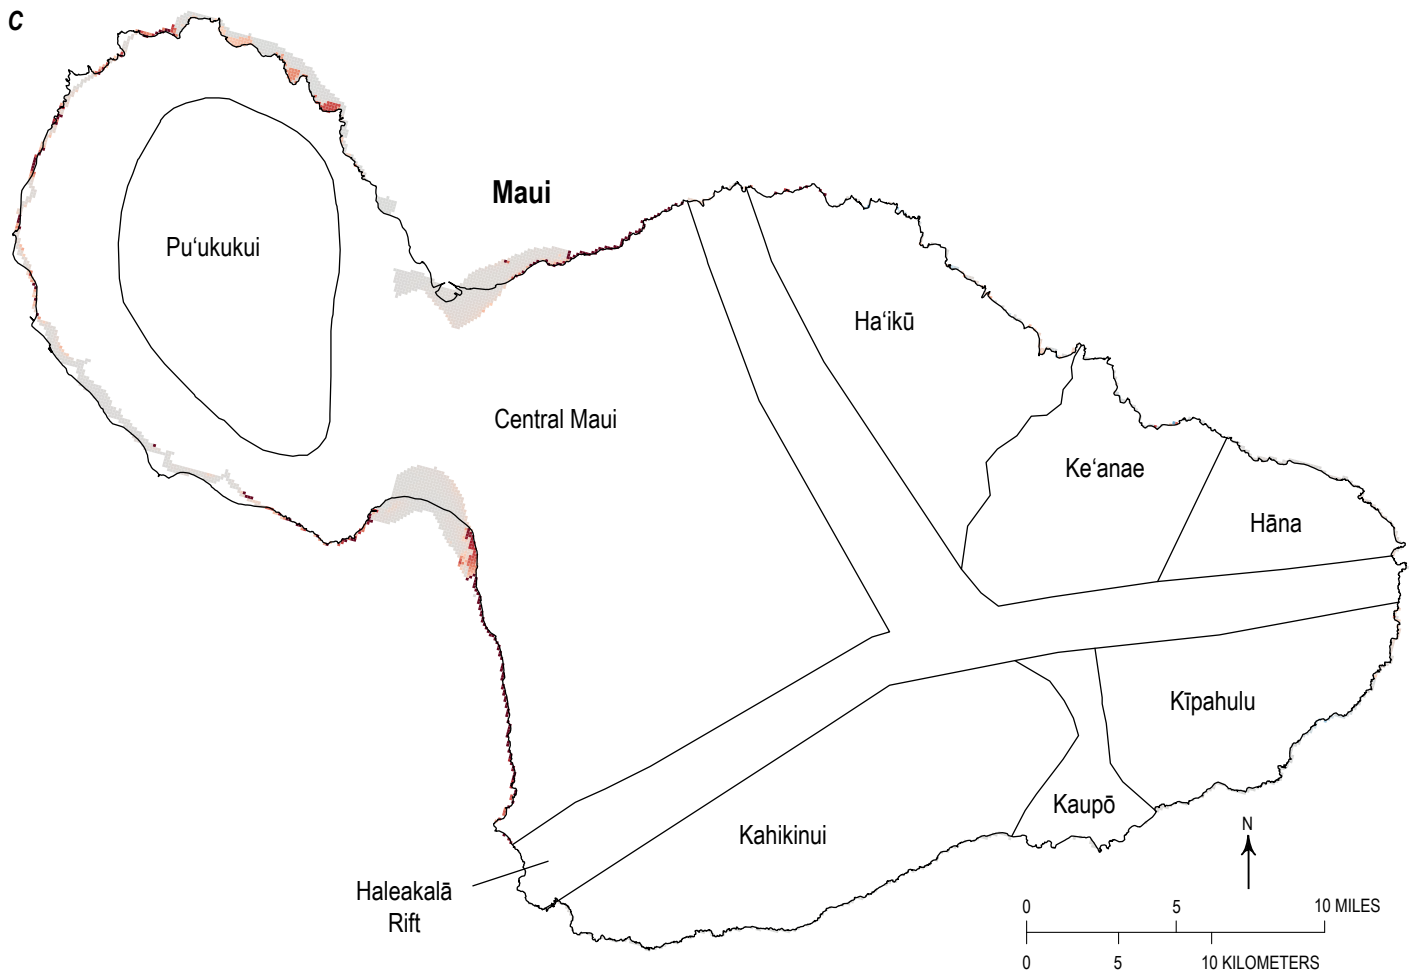 C
Maui
Pu‘ukukui
Ha‘ikū
Central Maui
Ke‘anae
Hāna
Kīpahulu
Kaupō
Kahikinui
Haleakalā
Rift
N
0 5 10 MILES
0 5 10 KILOMETERS